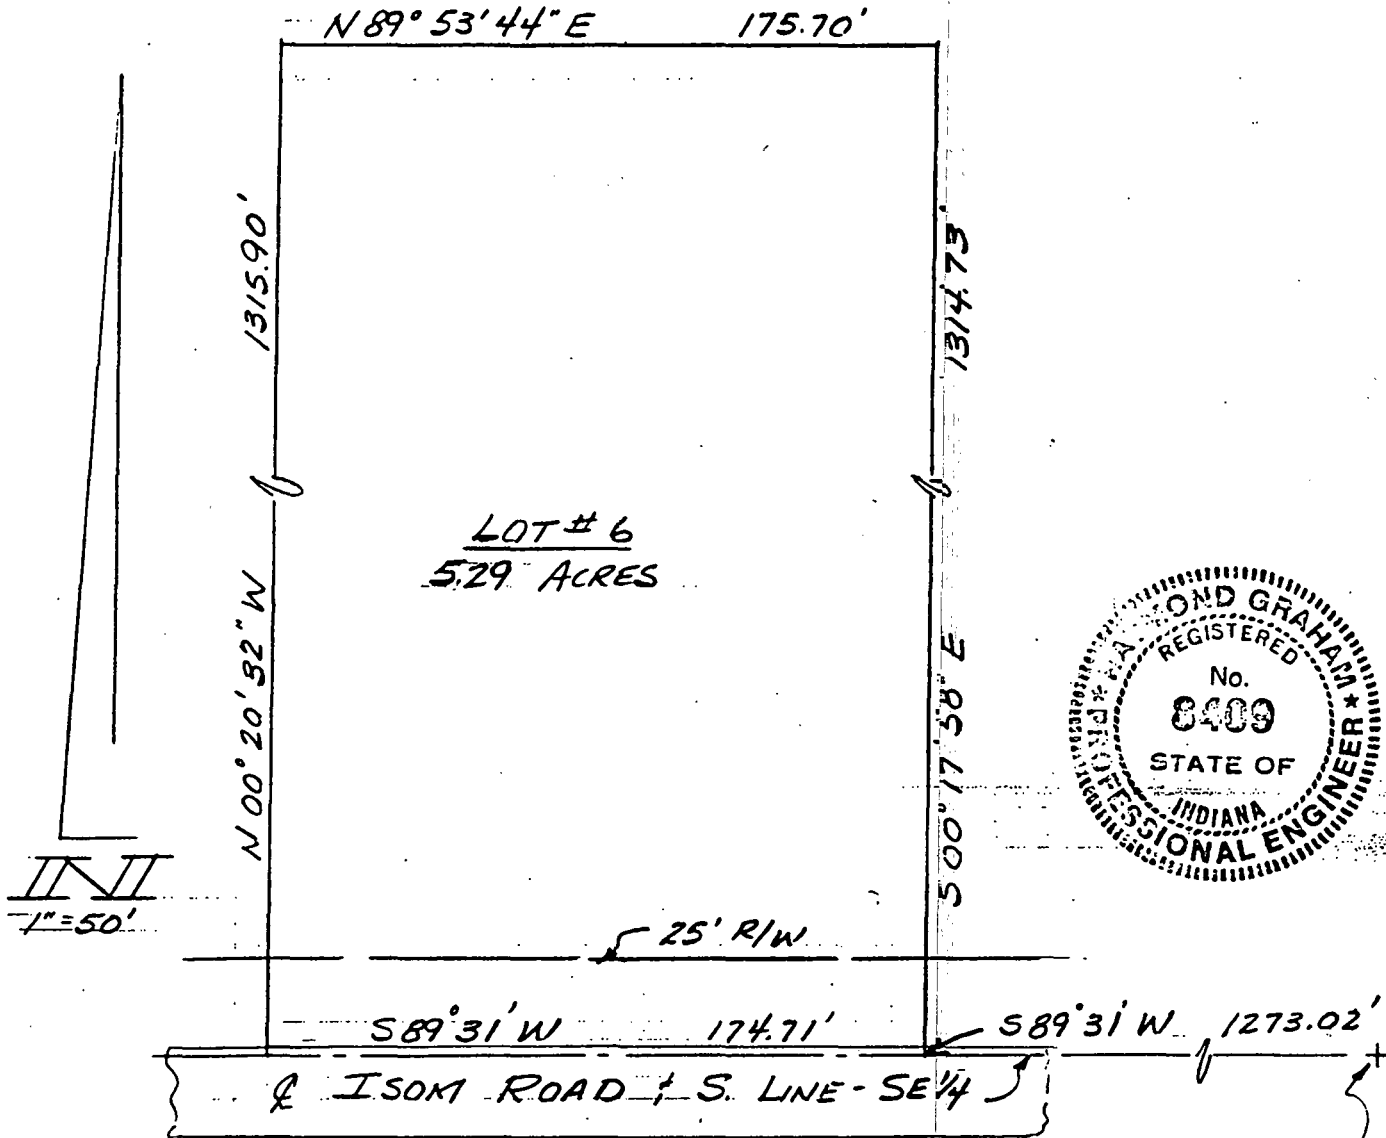 N 89° 53' 44" E 175.70'
1315.90'
1314.73'
LOT # 6
5.29 ACRES
N 00° 20' 32" W
S 00° 17' 58" E
N
1"=50'
25' R/W
S 89° 31' W 174.71'
S 89° 31' W 1273.02'
℄ ISOM ROAD & S. LINE - SE 1/4
GRAHAM
REGISTERED
No.
8409
STATE OF
INDIANA
PROFESSIONAL ENGINEER